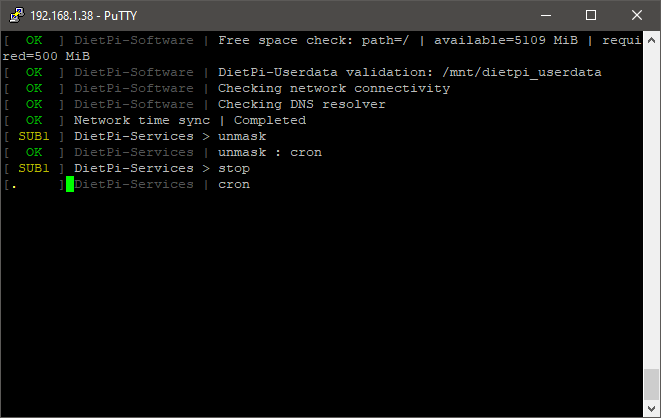 192.168.1.38 - PuTTY
[  OK  ] DietPi-Software | Free space check: path=/ | available=5109 MiB | requi
red=500 MiB
[  OK  ] DietPi-Software | DietPi-Userdata validation: /mnt/dietpi_userdata
[  OK  ] DietPi-Software | Checking network connectivity
[  OK  ] DietPi-Software | Checking DNS resolver
[  OK  ] Network time sync | Completed
[ SUB1 ] DietPi-Services > unmask
[  OK  ] DietPi-Services | unmask : cron
[ SUB1 ] DietPi-Services > stop
[.     ] DietPi-Services | cron